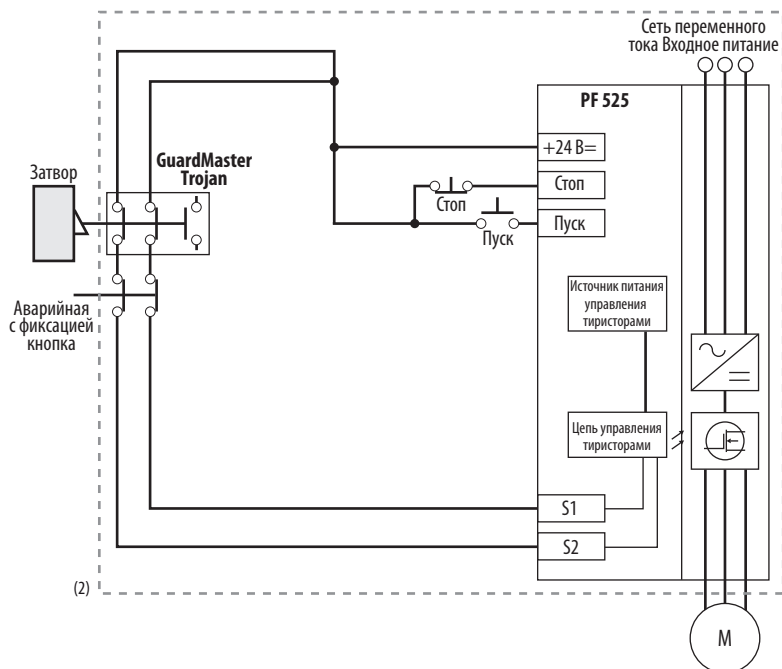 Сеть переменного
тока Входное питание
PF 525
+24 В=
GuardMaster
Trojan
Затвор
Стоп
Стоп
Пуск
Пуск
Источник питания
управления
тиристорами
Аварийная
с фиксацией
кнопка
Цепь управления
тиристорами
S1
S2
(2)
M